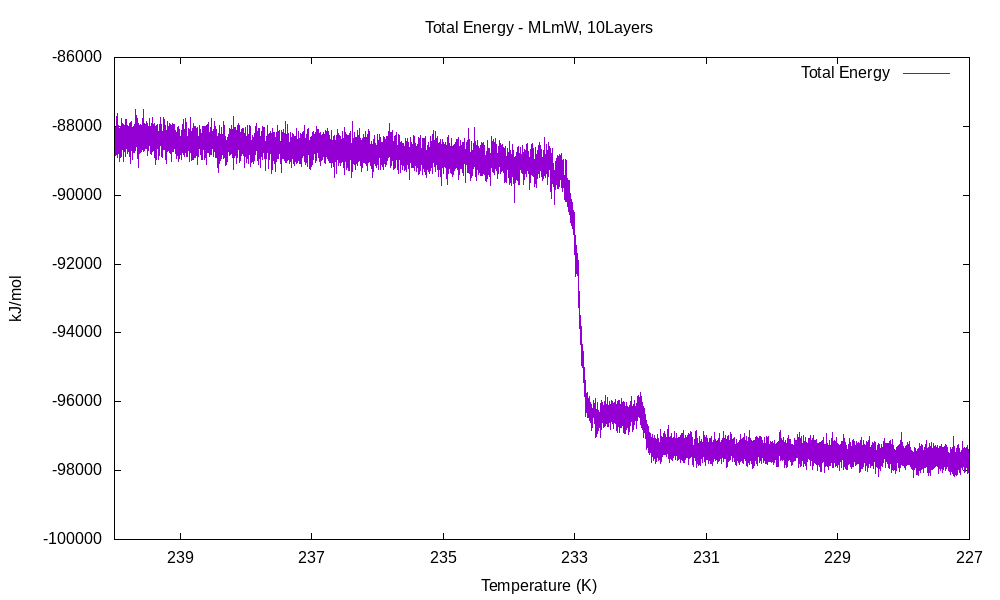 Total Energy - MLmW, 10Layers
Total Energy
kJ/mol
-86000
-88000
-90000
-92000
-94000
-96000
-98000
-100000
239 237 235 233 231 229 227
Temperature (K)